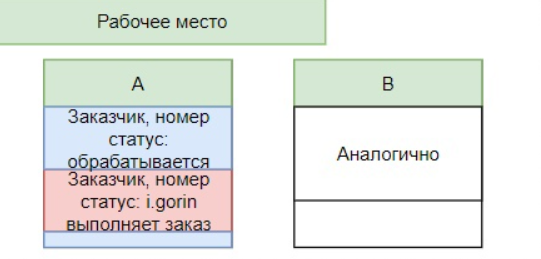 Рабочее место
A
Заказчик, номер
статус:
обрабатывается
Заказчик, номер
статус: i.gorin
выполняет заказ
B
Аналогично